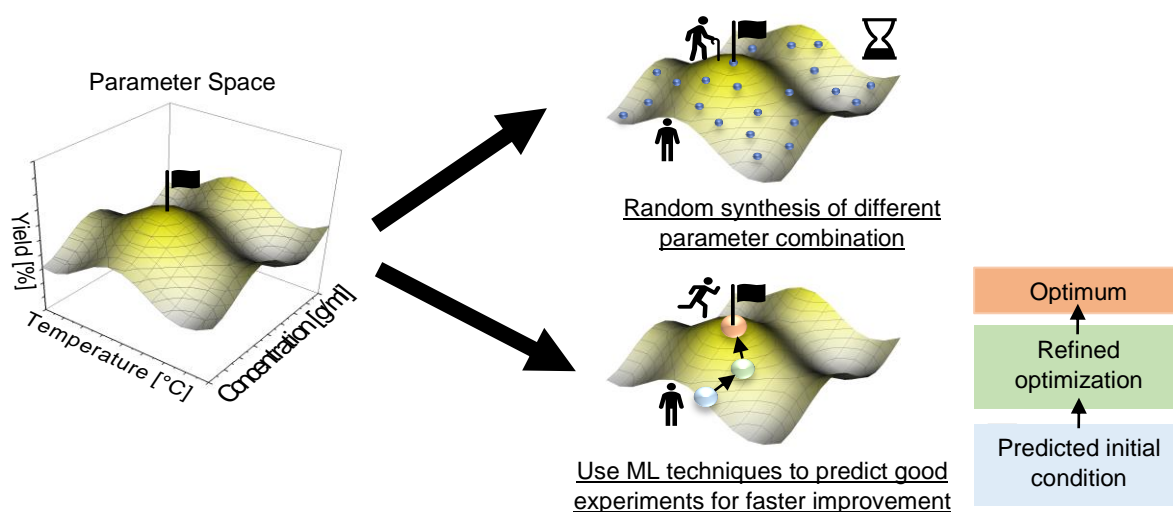 Parameter Space
Yield [%]
Temperature [°C]
Concentration [g/ml]
Random synthesis of different
parameter combination
Use ML techniques to predict good
experiments for faster improvement
Optimum
Refined
optimization
Predicted initial
condition